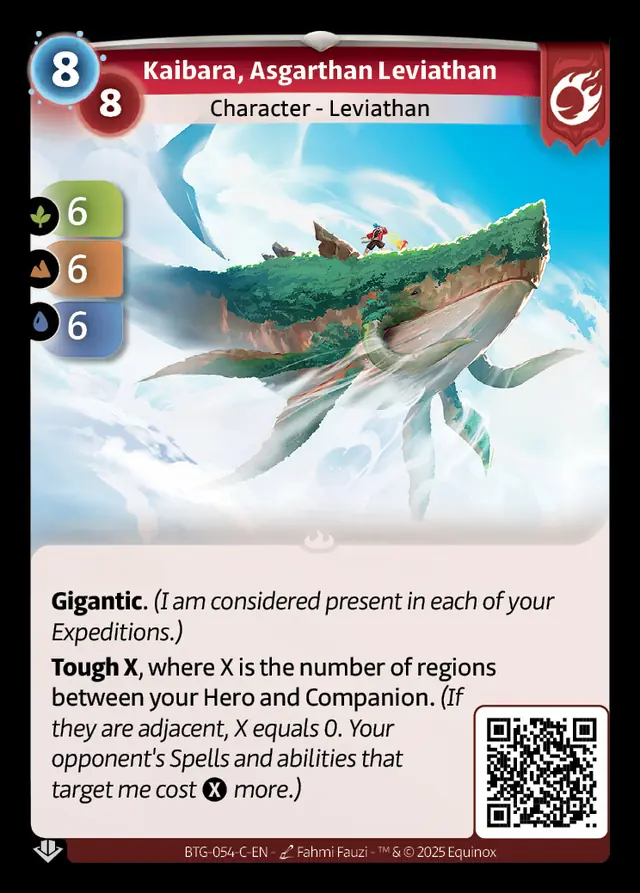 8
8
Kaibara, Asgarthan Leviathan
Character - Leviathan
6
6
6
Gigantic. (I am considered present in each of your
Expeditions.)
Tough X, where X is the number of regions
between your Hero and Companion. (If
they are adjacent, X equals 0. Your
opponent's Spells and abilities that
target me cost X more.)
BTG-054-C-EN - Fahmi Fauzi - ™ & © 2025 Equinox